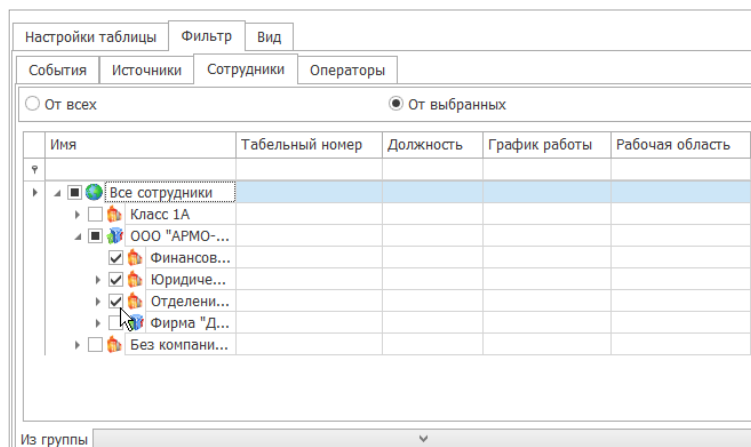 Настройки таблицы Фильтр Вид
События Источники Сотрудники Операторы
От всех От выбранных
Имя Табельный номер Должность График работы Рабочая область
Все сотрудники
Класс 1А
ООО "АРМО-...
Финансов...
Юридиче...
Отделени...
Фирма "Д...
Без компани...
Из группы